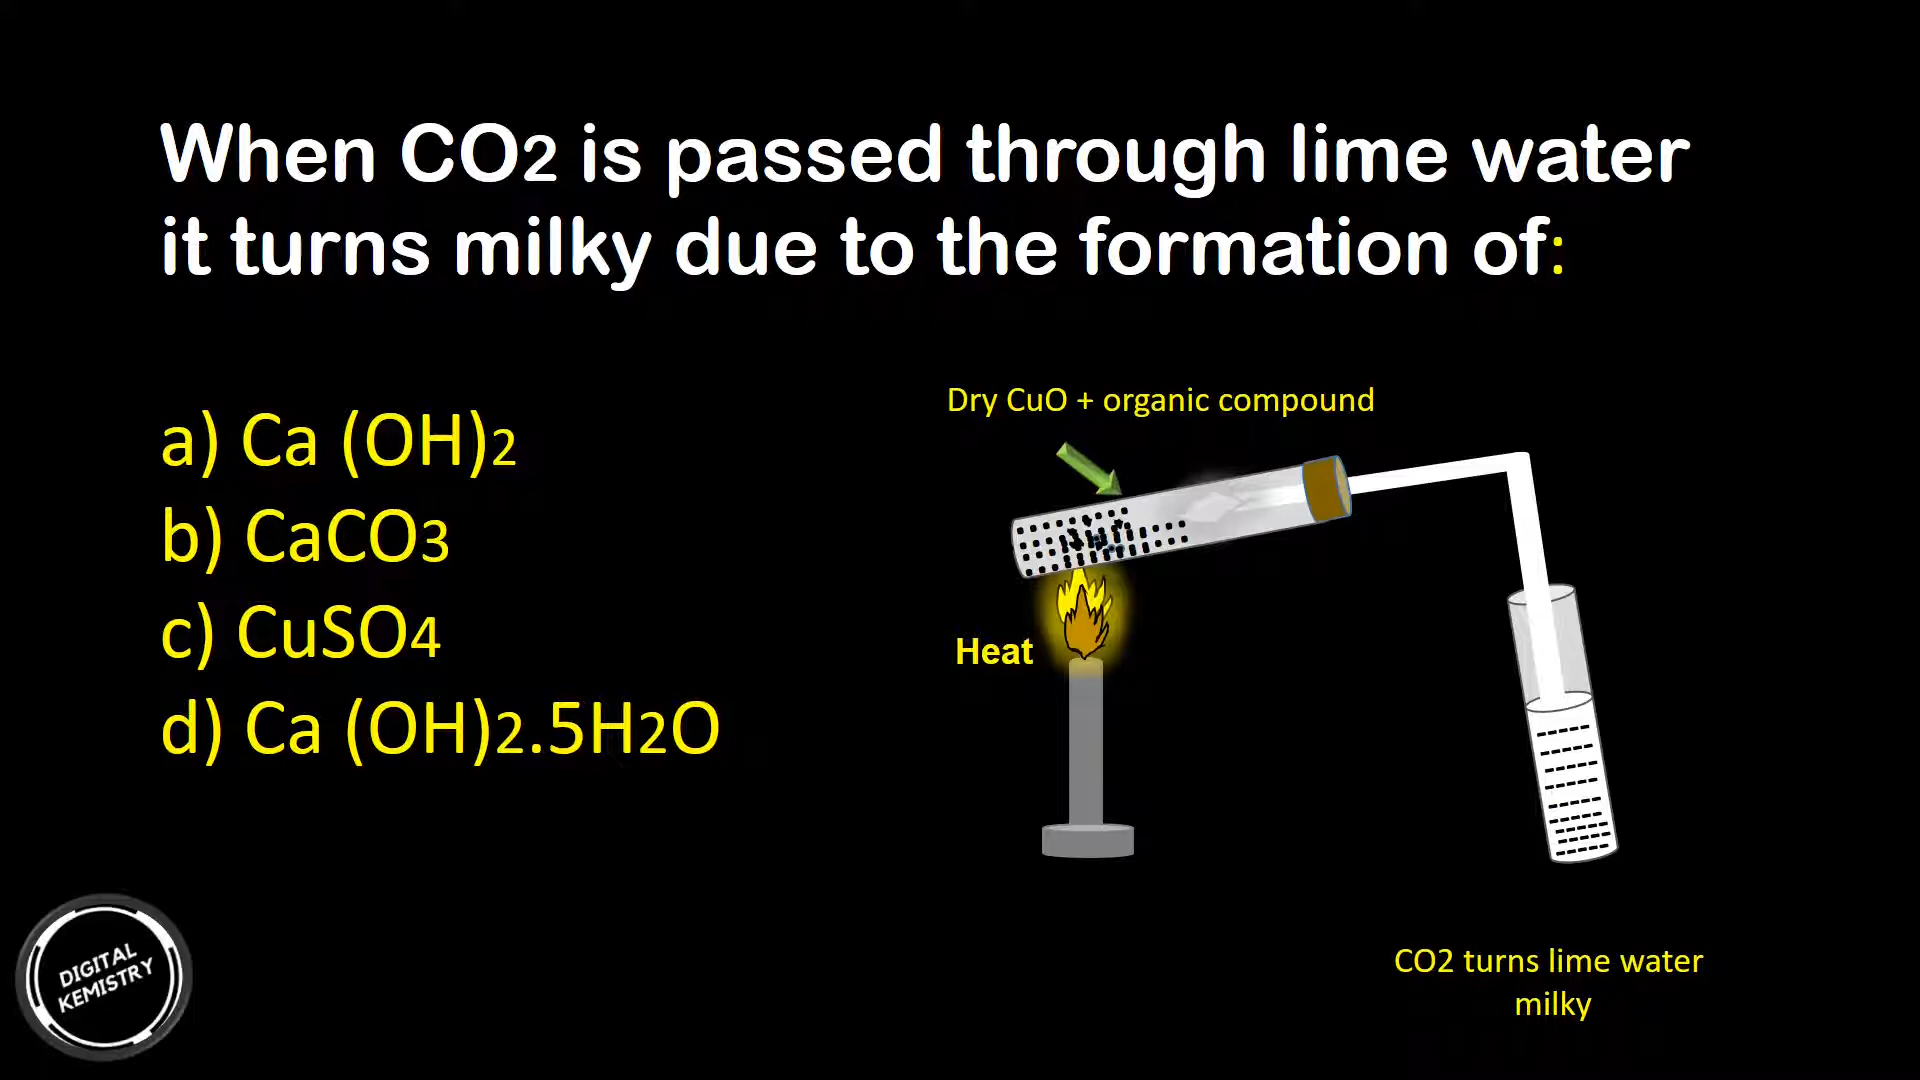 When CO2 is passed through lime water
it turns milky due to the formation of:
a) Ca (OH)2
b) CaCO3
c) CuSO4
d) Ca (OH)2.5H2O
Dry CuO + organic compound
Heat
CO2 turns lime water
milky
DIGITAL
KEMISTRY